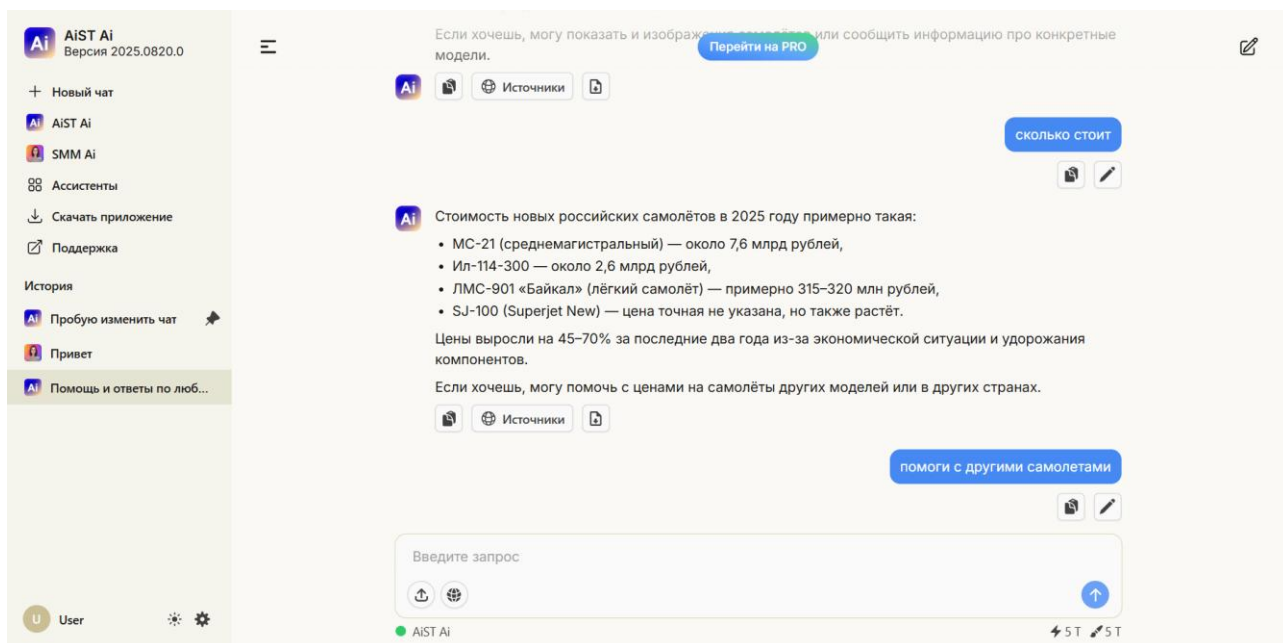 AiST Ai
Версия 2025.0820.0
Новый чат
AiST Ai
SMM Ai
Ассистенты
Скачать приложение
Поддержка
История
Пробую изменить чат
Привет
Помощь и ответы по люб...
User
Если хочешь, могу показать и или сообщить информацию про конкретные
модели.
Перейти на PRO
Источники
сколько стоит
Стоимость новых российских самолётов в 2025 году примерно такая:
• МС-21 (среднемагистральный) — около 7,6 млрд рублей,
• Ил-114-300 — около 2,6 млрд рублей,
• ЛМС-901 «Байкал» (лёгкий самолёт) — примерно 315–320 млн рублей,
• SJ-100 (Superjet New) — цена точная не указана, но также растёт.
Цены выросли на 45–70% за последние два года из-за экономической ситуации и удорожания
компонентов.
Если хочешь, могу помочь с ценами на самолёты других моделей или в других странах.
Источники
помоги с другими самолетами
Введите запрос
AiST Ai
5 T 5 T